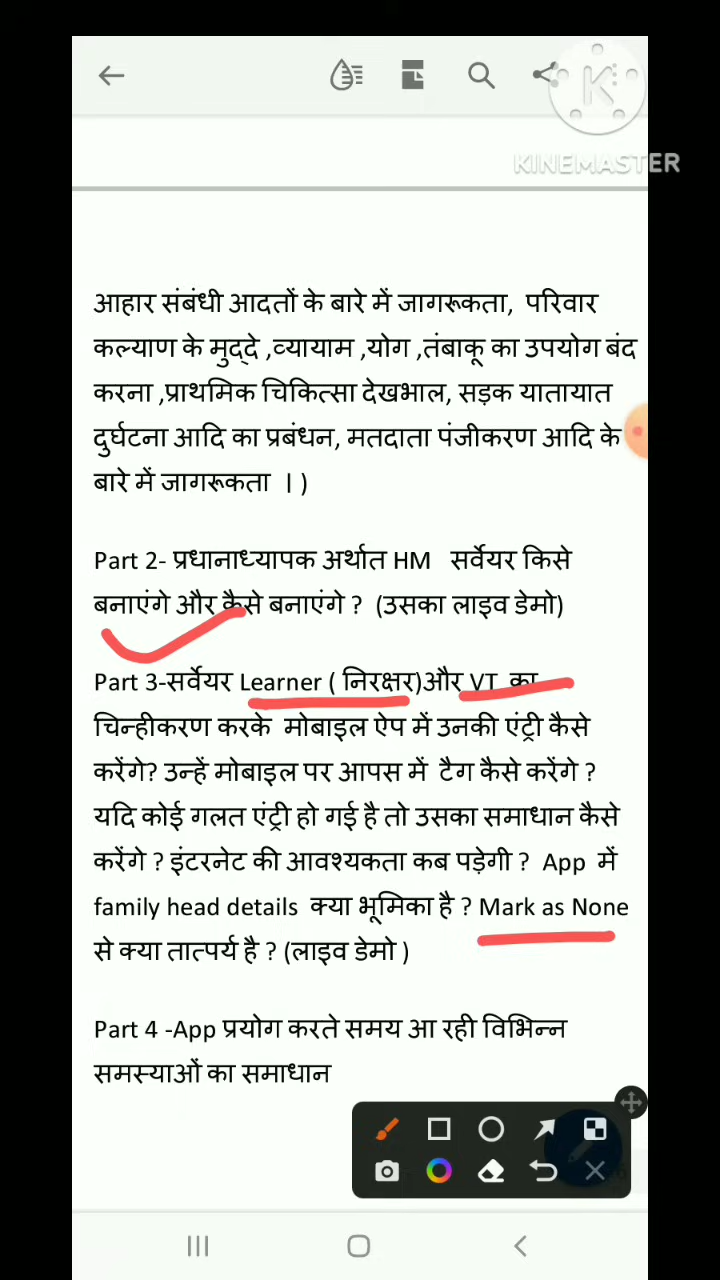 KINEMASTER
आहार संबंधी आदतों के बारे में जागरूकता, परिवार
कल्याण के मुद्दे ,व्यायाम ,योग ,तंबाकू का उपयोग बंद
करना ,प्राथमिक चिकित्सा देखभाल, सड़क यातायात
दुर्घटना आदि का प्रबंधन, मतदाता पंजीकरण आदि के
बारे में जागरूकता । )
Part 2- प्रधानाध्यापक अर्थात HM सर्वेयर किसे
बनाएंगे और कैसे बनाएंगे ? (उसका लाइव डेमो)
Part 3-सर्वेयर Learner ( निरक्षर)और VT का
चिन्हीकरण करके मोबाइल ऐप में उनकी एंट्री कैसे
करेंगे? उन्हें मोबाइल पर आपस में टैग कैसे करेंगे ?
यदि कोई गलत एंट्री हो गई है तो उसका समाधान कैसे
करेंगे ? इंटरनेट की आवश्यकता कब पड़ेगी ? App में
family head details क्या भूमिका है ? Mark as None
से क्या तात्पर्य है ? (लाइव डेमो )
Part 4 -App प्रयोग करते समय आ रही विभिन्न
समस्याओं का समाधान